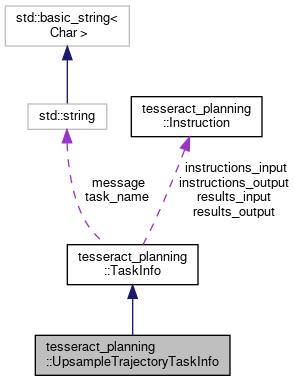 std::basic_string<
Char >
std::string
tesseract_planning
::Instruction
message
task_name
instructions_input
instructions_output
results_input
results_output
tesseract_planning
::TaskInfo
tesseract_planning
::UpsampleTrajectoryTaskInfo